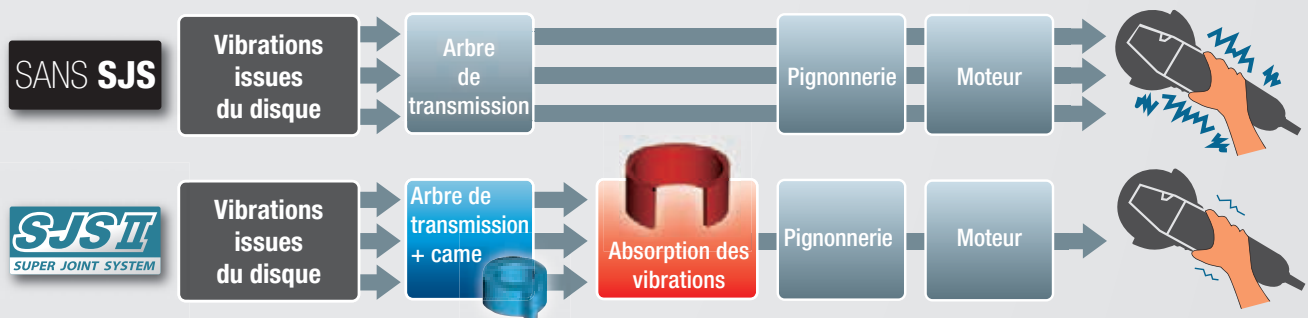 SANS SJS
Vibrations
issues
du disque
Arbre
de
transmission
Pignonnerie
Moteur
SJS II
SUPER JOINT SYSTEM
Vibrations
issues
du disque
Arbre de
transmission
+ came
Absorption des
vibrations
Pignonnerie
Moteur